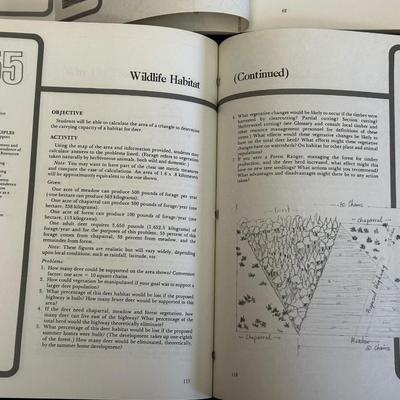 55
Wildlife Habitat
OBJECTIVE
Students will be able to calculate the area of a triangle to determine
the carrying capacity of a habitat for deer.
ACTIVITY
Using the map of the area and information provided, students may
calculate answers to the problems listed. (Forage refers to vegetation
taken naturally by herbivorous animals, both wild and domestic.)
Note: You may want to have part of the class use metric measures
and compare the ease of calculation. An area of 1.6 x
will be approximately equivalent to the one shown.
Given:
One acre of meadow can produce 500 pounds of forage per year
(one hectare can produce 563 kilograms)
One acre of chaparral can produce 300 pounds of forage/year (one
hectare, 338 kilograms)
One acre of forest can produce 100 pounds of forage/year (one
hectare, 113 kilograms).
One adult deer requires 3,650 pounds (1,652.5 kilograms) of
forage/year and for the purposes of this problem, 55 percent of the
forage comes from chaparral, 35 percent from meadow, and the
remainder from forest.
Note: These figures are realistic but will vary widely, depending
upon local conditions, such as rainfall, latitude, etc.
Problems:
1. How many deer could be supported on the area shown? Conversion
factor: one acre = 10 square chains.
2. How could vegetation be manipulated if your goal was to support a
larger deer population?
3. What percentage of this deer habitat would be lost if the proposed
highway is built? How many fewer deer would be supported in this
area?
4. If the deer need chaparral, meadow and forest vegetation, how
many deer can live east of the highway? What percentage of the
total herd would the highway theoretically eliminate?
5. What percentage of this deer habitat would be lost if the proposed
summer homes were built? (The development takes up one-eighth
of the forest.) How many deer would be eliminated, theoretically,
by the summer home development?
117
(Continued)
6. What vegetative changes would be likely to occur if the timber were
harvested by clearcutting? Partial cutting? Section cutting?
Shelterwood cutting? (see Glossary and consult local timber and
other resource management personnel for definitions of these
terms.) What effects would these vegetative changes be likely to
have on the total deer herd? What effects might these vegetative
changes have on watersheds? On habitat for other plant and animal
populations?
7. If you were a Forest Ranger, managing the forest for timber
production, and the deer herd increased, what effect might this
have on new tree seedlings? What actions might you recommend?
What advantages and disadvantages might there be to any action
taken?
Forest
80 Chains
chaparral
Proposed highway
Chaparral
Meadow
Chains
118